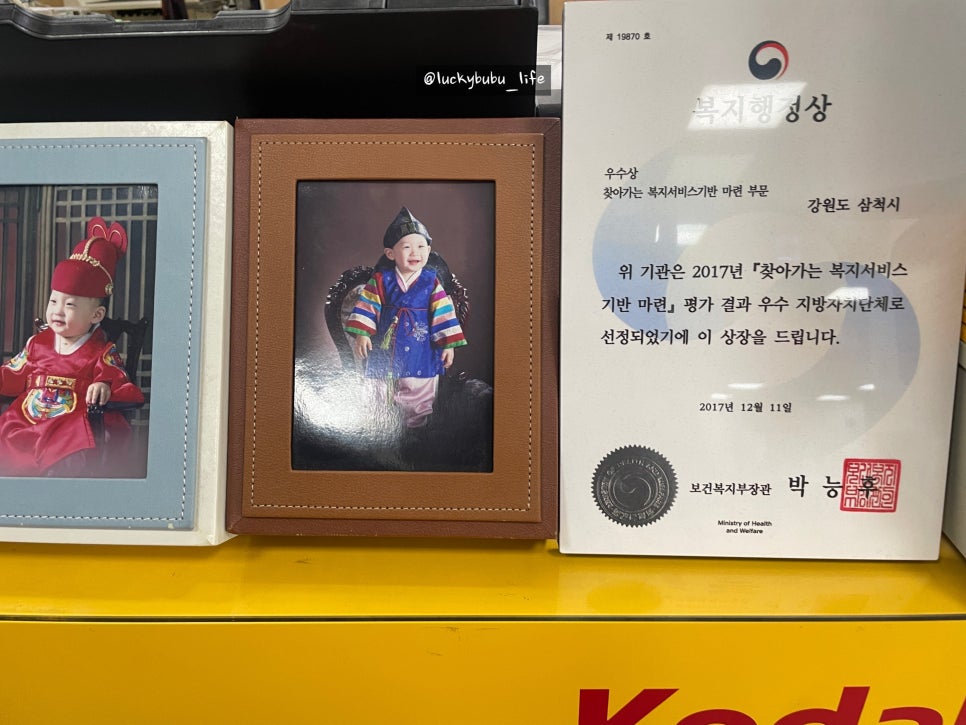 @luckybubu_life
제 19870 호
복지행정상
우수상
찾아가는 복지서비스기반 마련 부문
강원도 삼척시
위 기관은 2017년 『찾아가는 복지서비스
기반 마련』 평가 결과 우수 지방자치단체로
선정되었기에 이 상장을 드립니다.
2017년 12월 11일
보건복지부장관 박 능 후
Ministry of Health
and Welfare